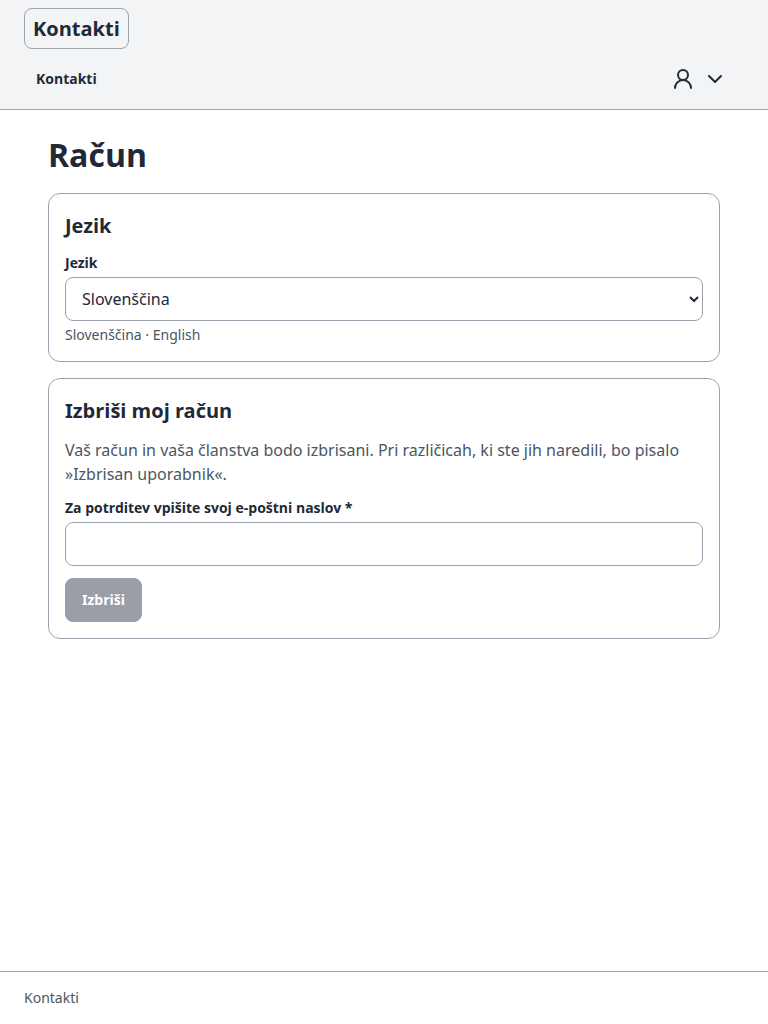 Kontakti
Kontakti
Račun
Jezik
Jezik
Slovenščina
Slovenščina · English
Izbriši moj račun
Vaš račun in vaša članstva bodo izbrisani. Pri različicah, ki ste jih naredili, bo pisalo
»Izbrisan uporabnik«.
Za potrditev vpišite svoj e-poštni naslov *
Izbriši
Kontakti